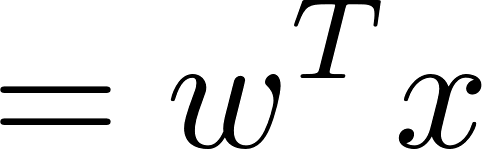 = w^T x